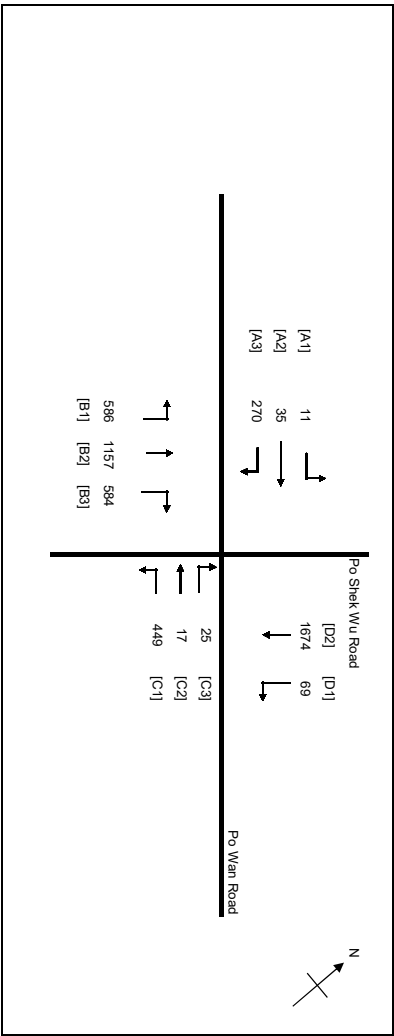 [A1] 11
[A2] 35
[A3] 270
Po Shek Wu Road
[D2] [D1]
1674 69
586 1157 584
[B1] [B2] [B3]
25 [C3]
17 [C2]
449 [C1]
Po Wan Road
N